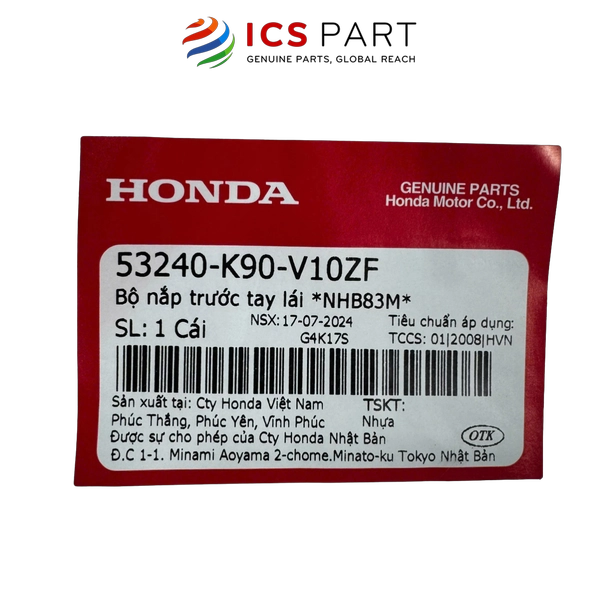 ICS PART
GENUINE PARTS, GLOBAL REACH
HONDA
GENUINE PARTS
Honda Motor Co., Ltd.
53240-K90-V10ZF
Bộ nắp trước tay lái *NHB83M*
SL: 1 Cái
NSX: 17-07-2024
G4K17S
Tiêu chuẩn áp dụng:
TCCS: 01|2008|HVN
Sản xuất tại: Cty Honda Việt Nam
TSKT:
Phúc Thắng, Phúc Yên, Vĩnh Phúc
Nhựa
Được sự cho phép của Cty Honda Nhật Bản
OTK
Đ.C 1-1. Minami Aoyama 2-chome.Minato-ku Tokyo Nhật Bản